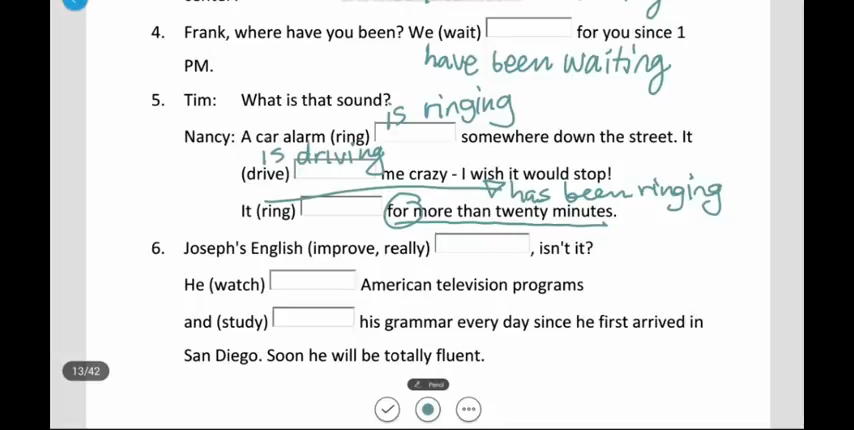 4. Frank, where have you been? We (wait) for you since 1
PM.
have been waiting
5. Tim: What is that sound?
is ringing
Nancy: A car alarm (ring) somewhere down the street. It
is driving
(drive) me crazy - I wish it would stop!
has been ringing
It (ring) for more than twenty minutes.
6. Joseph's English (improve, really) , isn't it?
He (watch) American television programs
and (study) his grammar every day since he first arrived in
San Diego. Soon he will be totally fluent.
13/42
Pencil